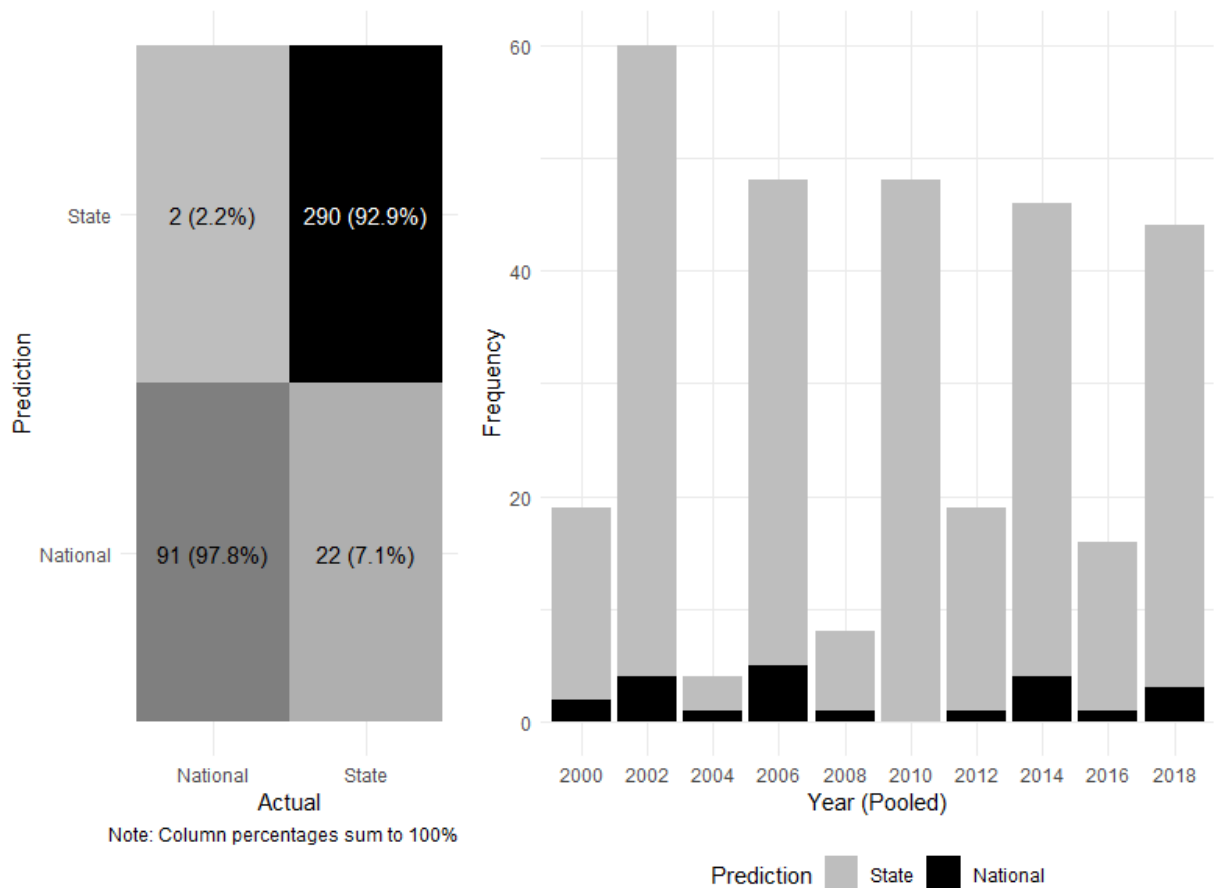 Prediction
State
National
2 (2.2%)
290 (92.9%)
91 (97.8%)
22 (7.1%)
National
State
Actual
Note: Column percentages sum to 100%
Frequency
60
40
20
0
2000 2002 2004 2006 2008 2010 2012 2014 2016 2018
Year (Pooled)
Prediction State National